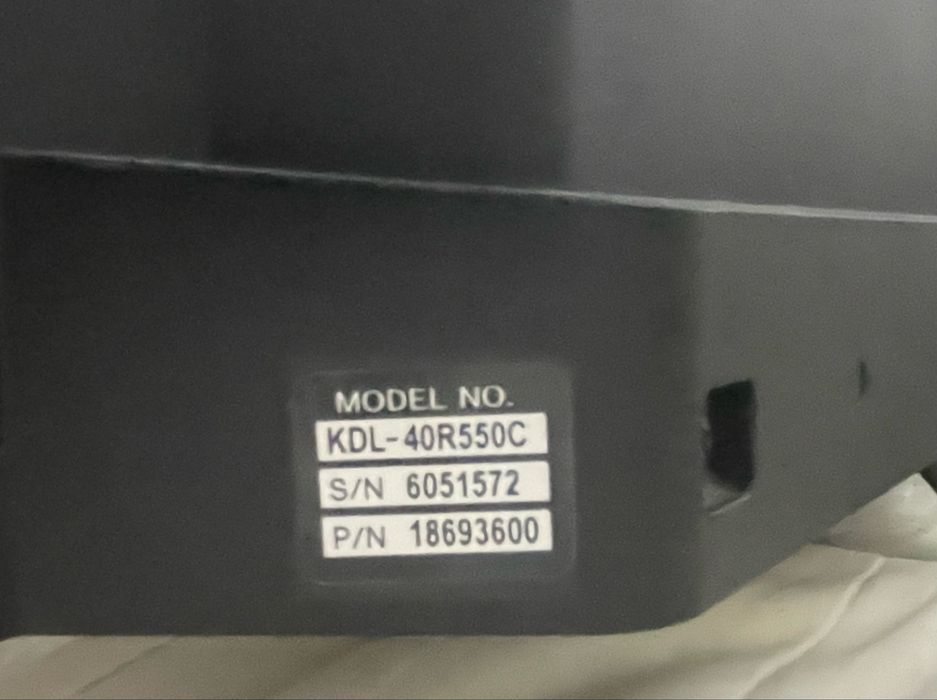 MODEL NO.
KDL-40R550C
S/N 6051572
P/N 18693600